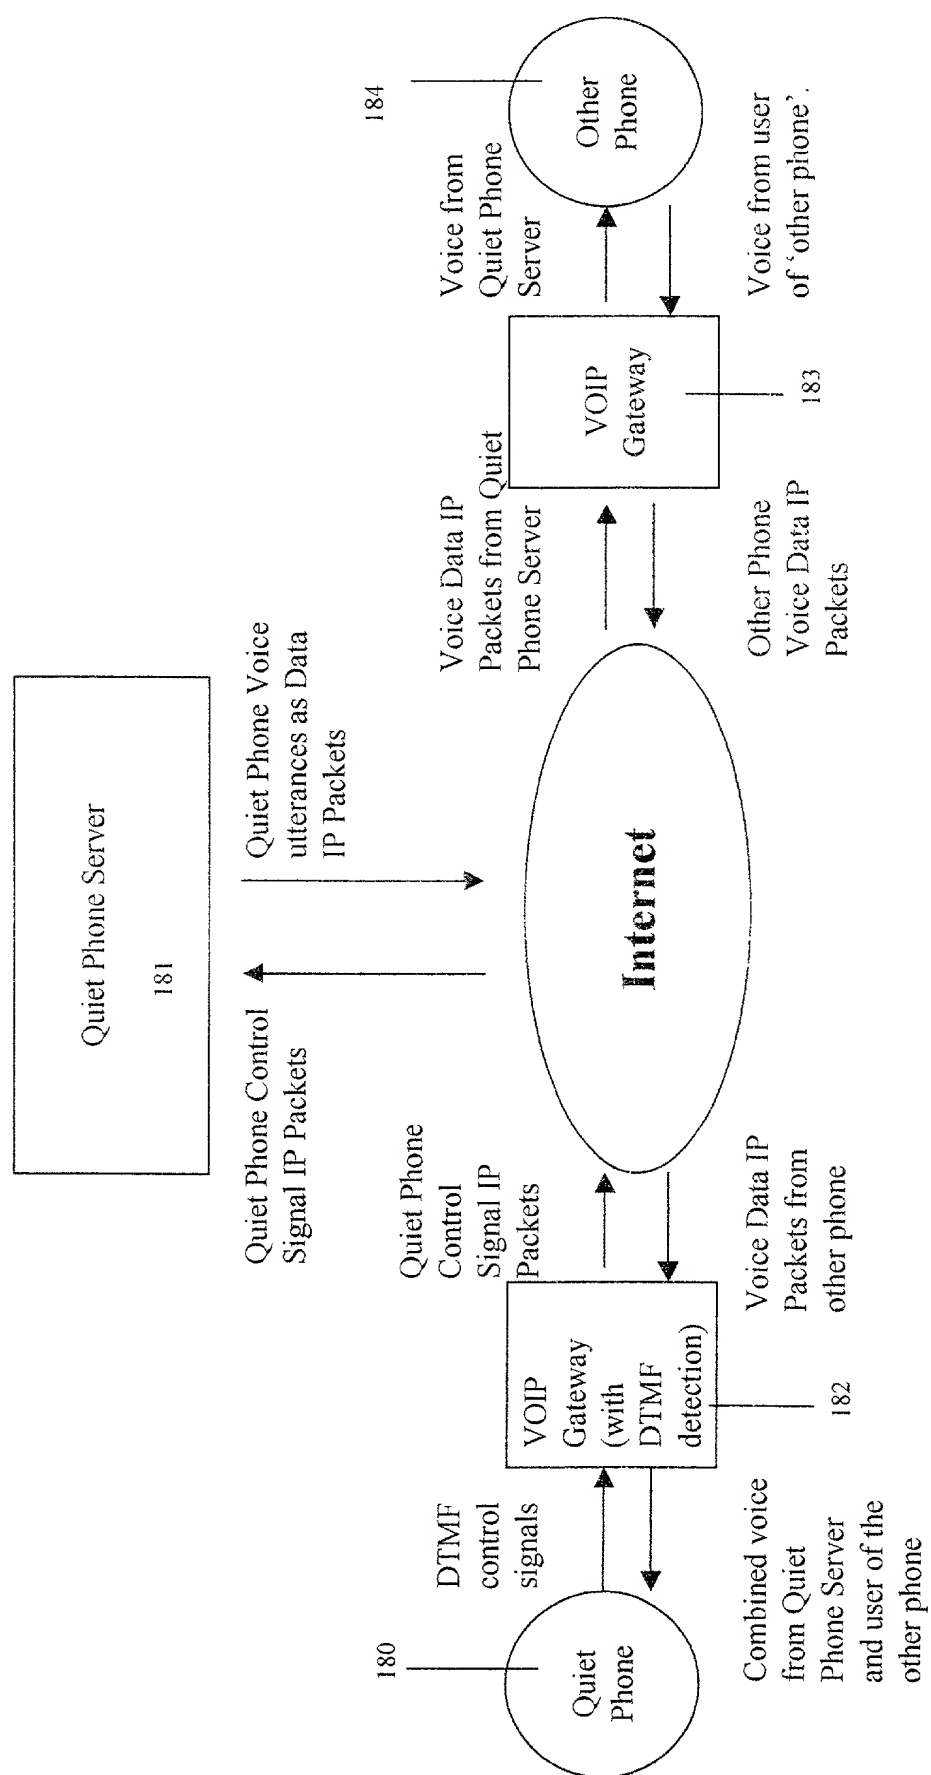 Quiet Phone Server
181
Quiet Phone Control
Signal IP Packets
Quiet Phone Voice
utterances as Data
IP Packets
180
Quiet
Phone
DTMF
control
signals
Combined voice
from Quiet
Phone Server
and user of the
other phone
VOIP
Gateway
(with
DTMF
detection)
182
Quiet Phone
Control
Signal IP
Packets
Voice Data IP
Packets from
other phone
Internet
Voice Data IP
Packets from Quiet
Phone Server
Other Phone
Voice Data IP
Packets
VOIP
Gateway
183
Voice from
Quiet Phone
Server
Voice from user
of ‘other phone’.
184
Other
Phone